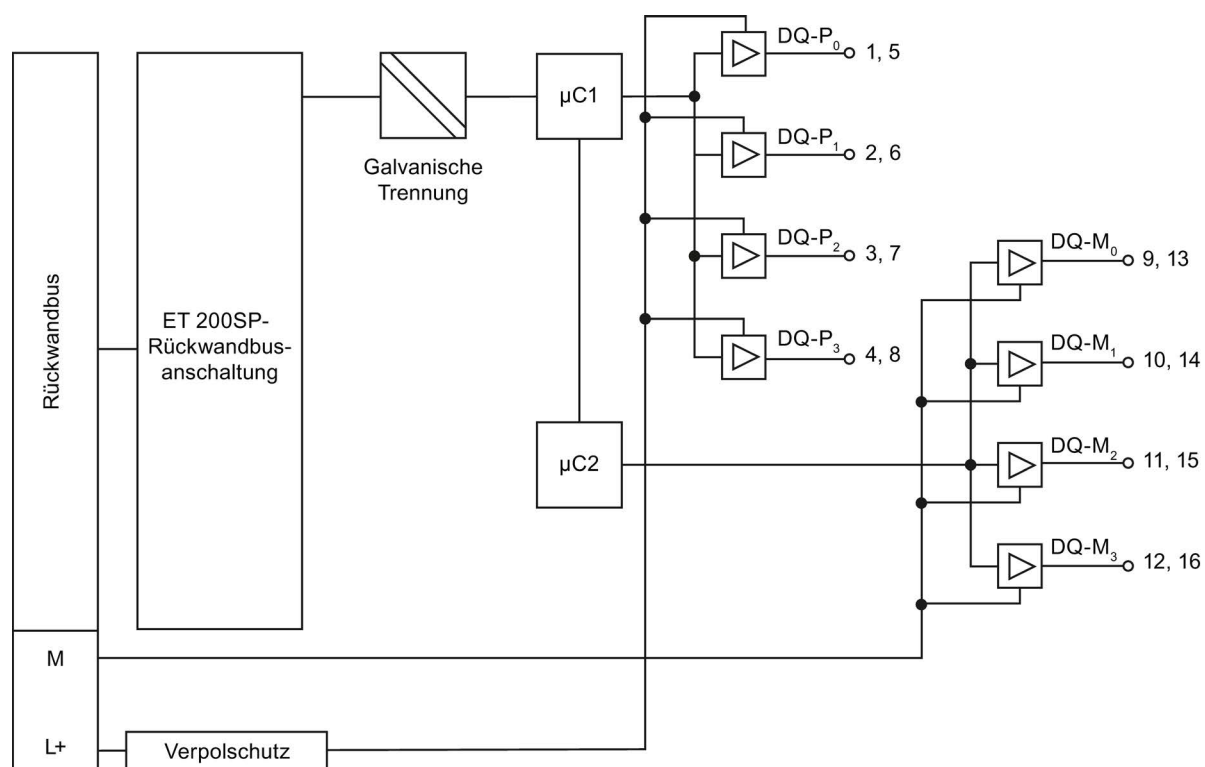 Rückwandbus
ET 200SP-
Rückwandbus-
anschaltung
Galvanische
Trennung
µC1
µC2
DQ-P₀ 1, 5
DQ-P₁ 2, 6
DQ-P₂ 3, 7
DQ-P₃ 4, 8
DQ-M₀ 9, 13
DQ-M₁ 10, 14
DQ-M₂ 11, 15
DQ-M₃ 12, 16
M
L+
Verpolschutz